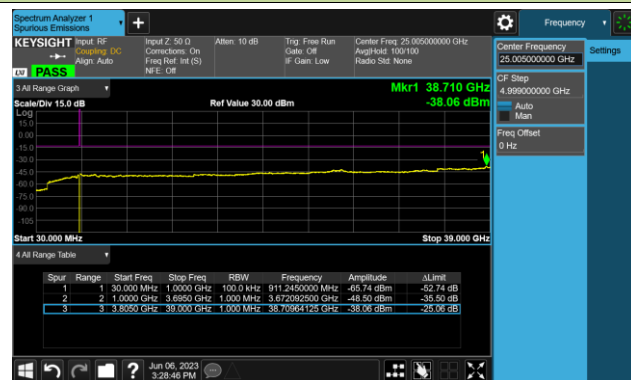 Spectrum Analyzer 1
Spurious Emissions
Frequency
KEYSIGHT Input: RF Input Z: 50 Ω Atten: 10 dB Trig: Free Run Center Freq: 25.005000000 GHz
Coupling: DC Corrections: On Gate: Off Avg|Hold: 100/100
Align: Auto Freq Ref: Int (S) IF Gain: Low Radio Std: None
NFE: Off
LXI PASS
Center Frequency
25.005000000 GHz
Settings
CF Step
4.999000000 GHz
Auto
Man
Freq Offset
0 Hz
3 All Range Graph
Mkr1 38.710 GHz
Scale/Div 15.0 dB Ref Value 30.00 dBm -38.06 dBm
Log
15.0
0.00
-15.0
-30.0
-45.0
-60.0
-75.0
-90.0
-105
1
Start 30.000 MHz Stop 39.000 GHz
4 All Range Table
Spur Range Start Freq Stop Freq RBW Frequency Amplitude ΔLimit
1 1 30.000 MHz 1.0000 GHz 100.0 kHz 911.2450000 MHz -65.74 dBm -52.74 dB
2 2 1.0000 GHz 3.6950 GHz 1.000 MHz 3.672092500 GHz -48.50 dBm -35.50 dB
3 3 3.8050 GHz 39.000 GHz 1.000 MHz 38.70964125 GHz -38.06 dBm -25.06 dB
? Jun 06, 2023
3:28:46 PM